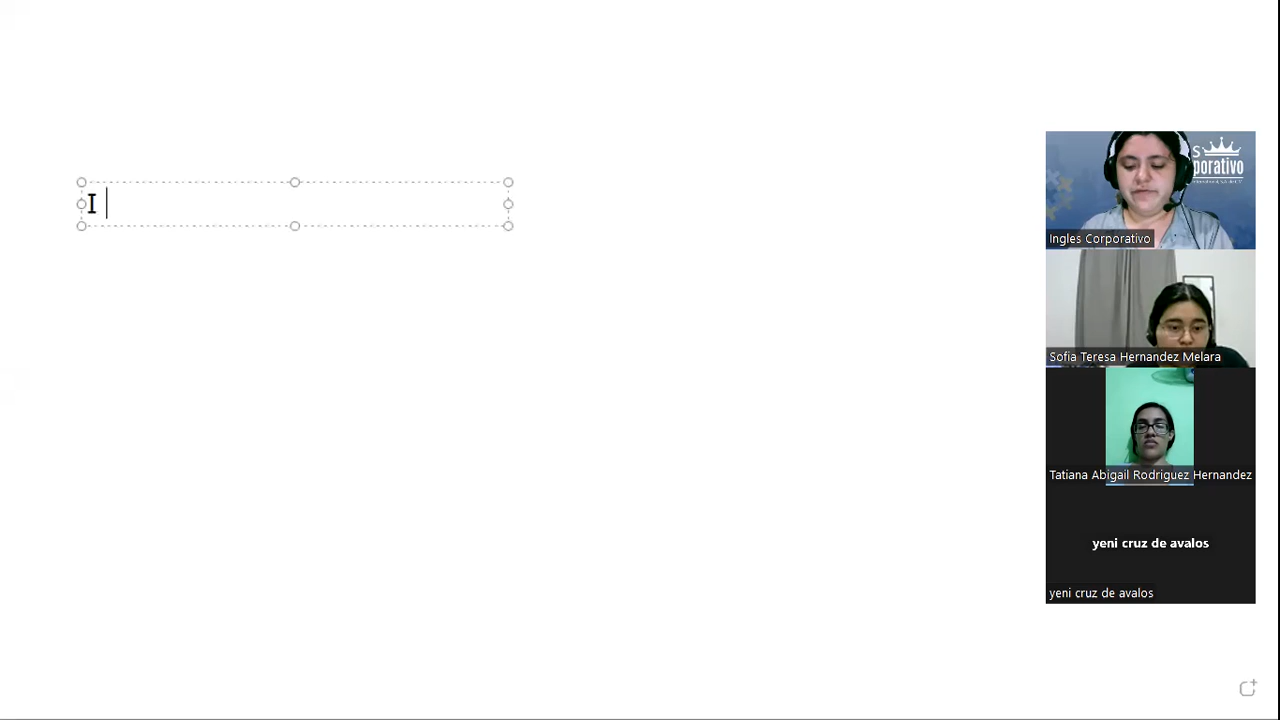 I
S
porativo
Ingles Corporativo
Sofia Teresa Hernandez Melara
Tatiana Abigail Rodriguez Hernandez
yeni cruz de avalos
yeni cruz de avalos